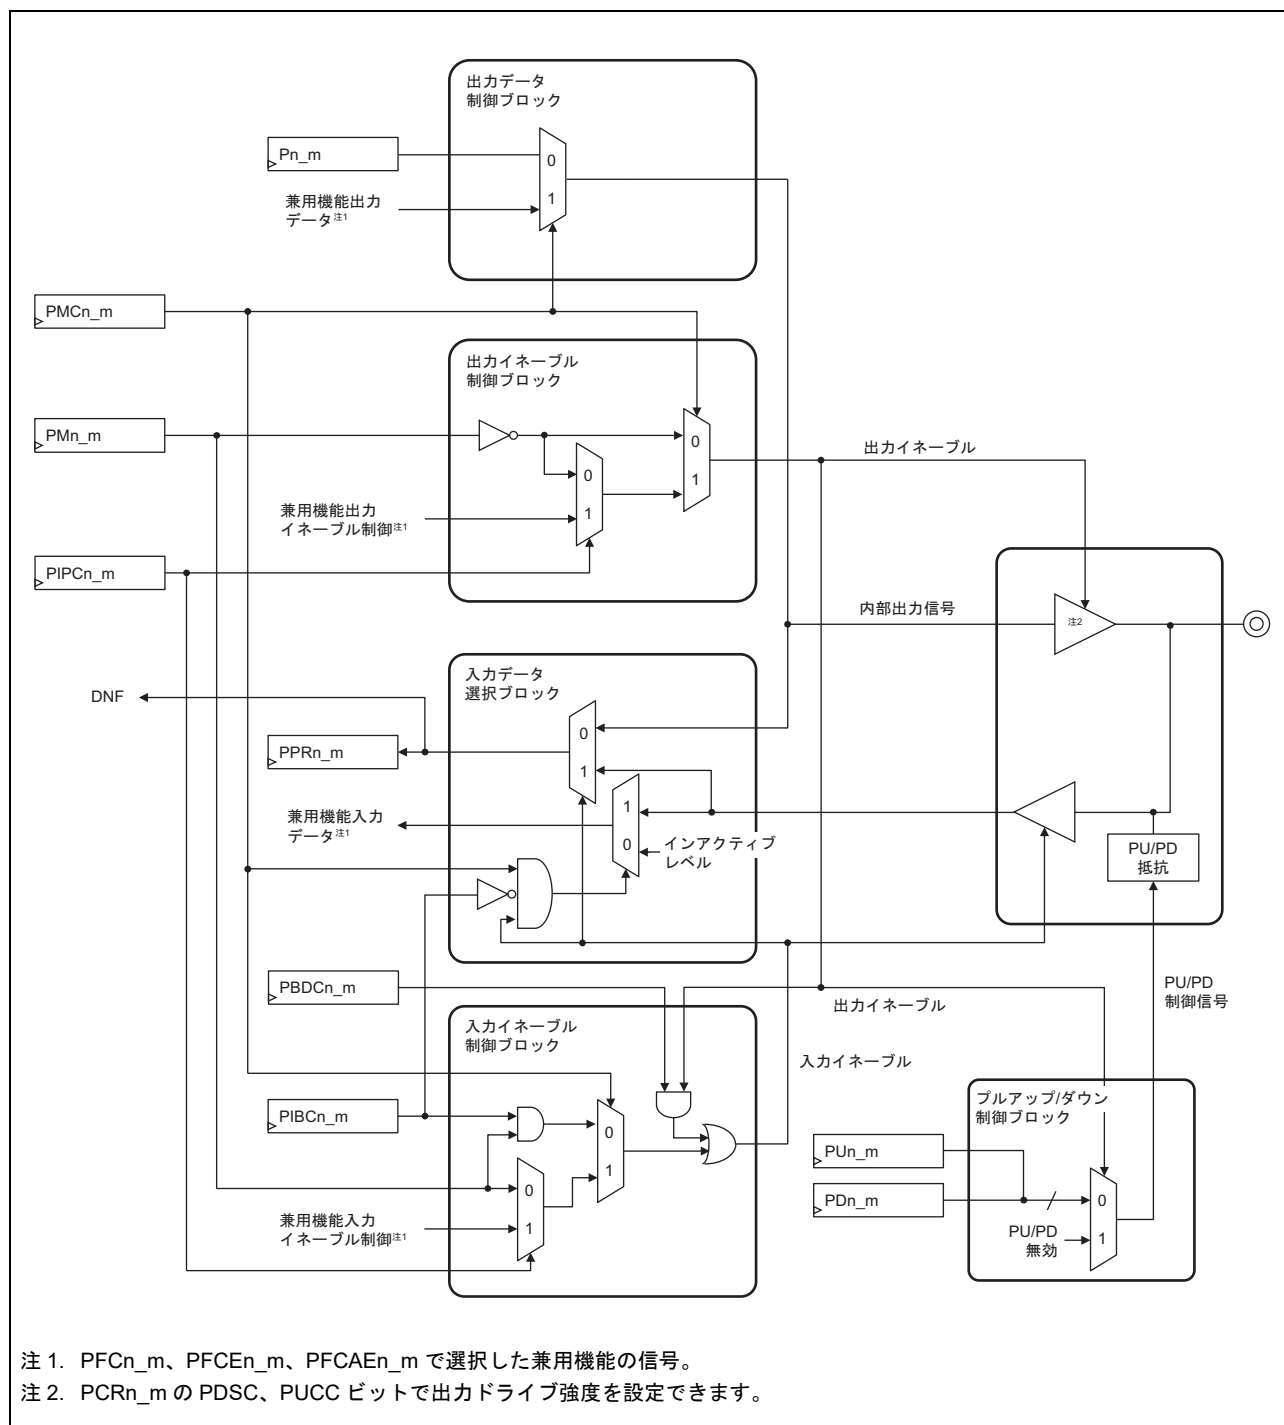 出力データ
制御ブロック
Pn_m
0
1
兼用機能出力
データ注1
PMCn_m
出力イネーブル
制御ブロック
PMn_m
0
1
0
1
出力イネーブル
兼用機能出力
イネーブル制御注1
PIPCn_m
内部出力信号
注2
入力データ
選択ブロック
DNF
0
1
PPRn_m
1
0
兼用機能入力
データ注1
インアクティブ
レベル
PU/PD
抵抗
PBDCn_m
出力イネーブル
PU/PD
制御信号
入力イネーブル
制御ブロック
入力イネーブル
PIBCn_m
0
1
0
1
兼用機能入力
イネーブル制御注1
プルアップ/ダウン
制御ブロック
PUn_m
PDn_m
0
1
PU/PD
無効
注 1. PFCn_m、PFCEn_m、PFCAEn_m で選択した兼用機能の信号。
注 2. PCRn_m の PDSC、PUCC ビットで出力ドライブ強度を設定できます。